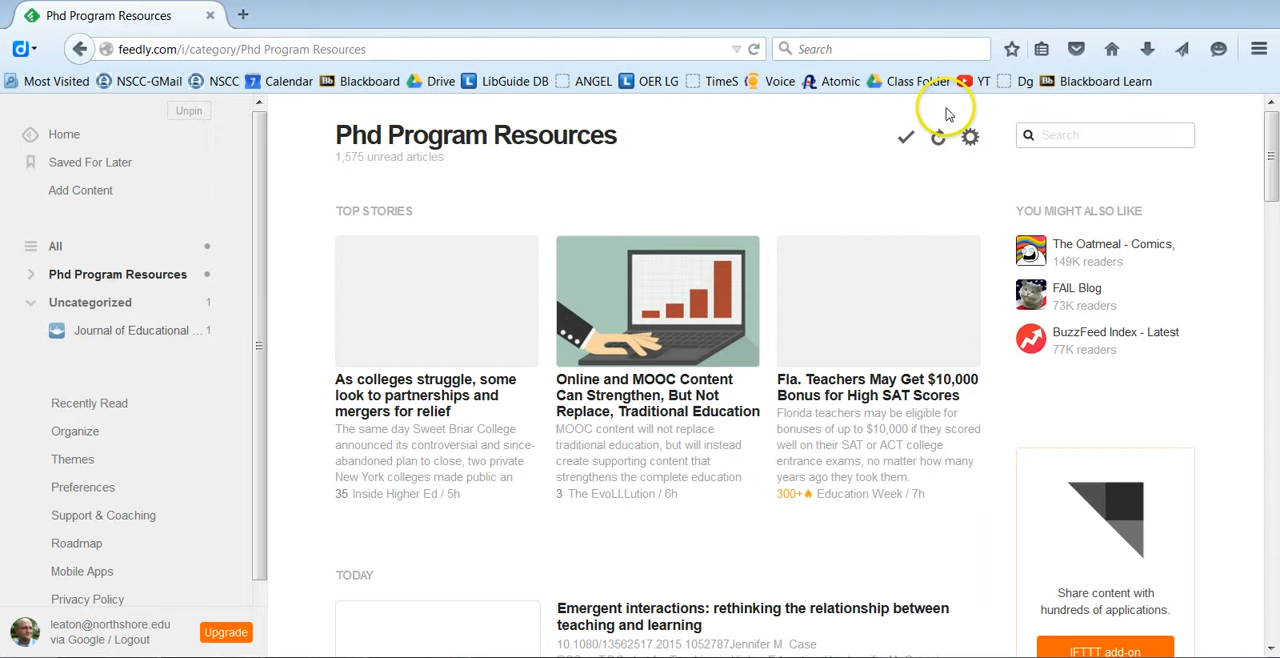 Phd Program Resources
feedly.com/i/category/Phd Program Resources
Search
Most Visited NSCC-GMail NSCC 7 Calendar Bb Blackboard Drive L LibGuide DB ANGEL L OER LG TimeS Voice Atomic Class Folder YT Dg Bb Blackboard Learn
Unpin
Home
Saved For Later
Add Content
All
Phd Program Resources
Uncategorized 1
Journal of Educational ... 1
Recently Read
Organize
Themes
Preferences
Support & Coaching
Roadmap
Mobile Apps
Privacy Policy
leaton@northshore.edu
via Google / Logout
Upgrade
Phd Program Resources
1,575 unread articles
TOP STORIES
As colleges struggle, some
look to partnerships and
mergers for relief
The same day Sweet Briar College
announced its controversial and since-
abandoned plan to close, two private
New York colleges made public an
35 Inside Higher Ed / 5h
Online and MOOC Content
Can Strengthen, But Not
Replace, Traditional Education
MOOC content will not replace
traditional education, but will instead
create supporting content that
strengthens the complete education
3 The EvoLLLution / 6h
Fla. Teachers May Get $10,000
Bonus for High SAT Scores
Florida teachers may be eligible for
bonuses of up to $10,000 if they scored
well on their SAT or ACT college
entrance exams, no matter how many
years ago they took them.
300+ Education Week / 7h
TODAY
Emergent interactions: rethinking the relationship between
teaching and learning
10.1080/13562517.2015.1052787Jennifer M. Case
Search
YOU MIGHT ALSO LIKE
The Oatmeal - Comics,
149K readers
FAIL Blog
73K readers
BuzzFeed Index - Latest
77K readers
Share content with
hundreds of applications.
IFTTT add-on